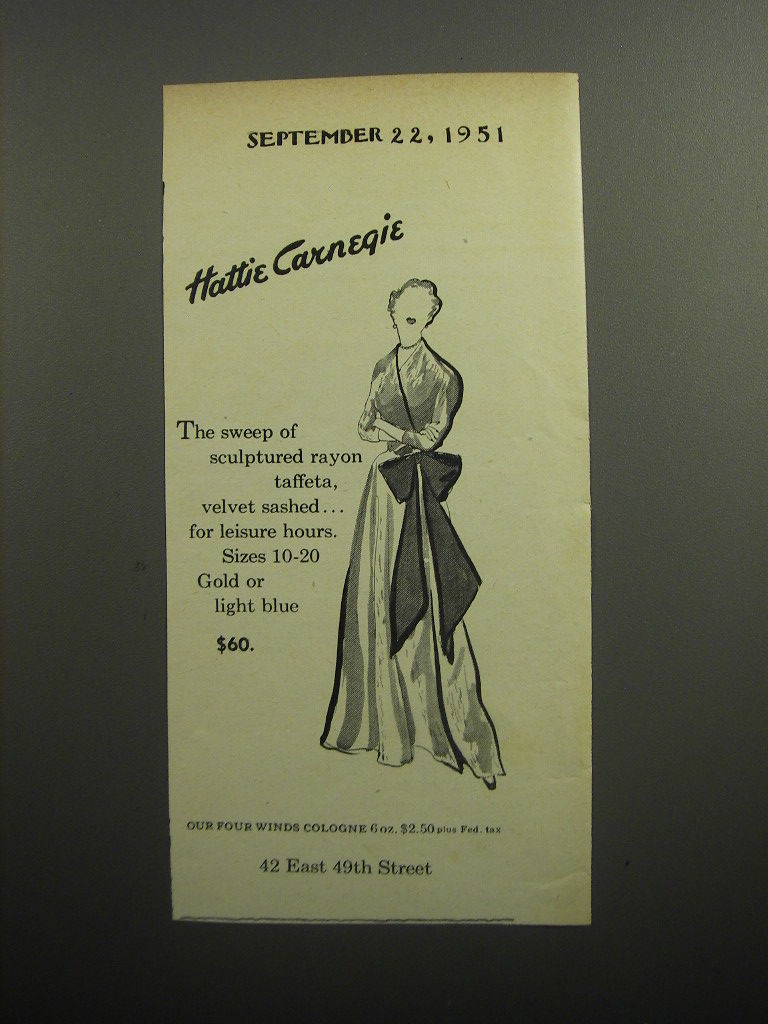 SEPTEMBER 22, 1951
Hattie Carnegie
The sweep of
sculptured rayon
taffeta,
velvet sashed...
for leisure hours.
Sizes 10-20
Gold or
light blue
$60.
OUR FOUR WINDS COLOGNE 6 oz. $2.50 plus Fed. tax
42 East 49th Street